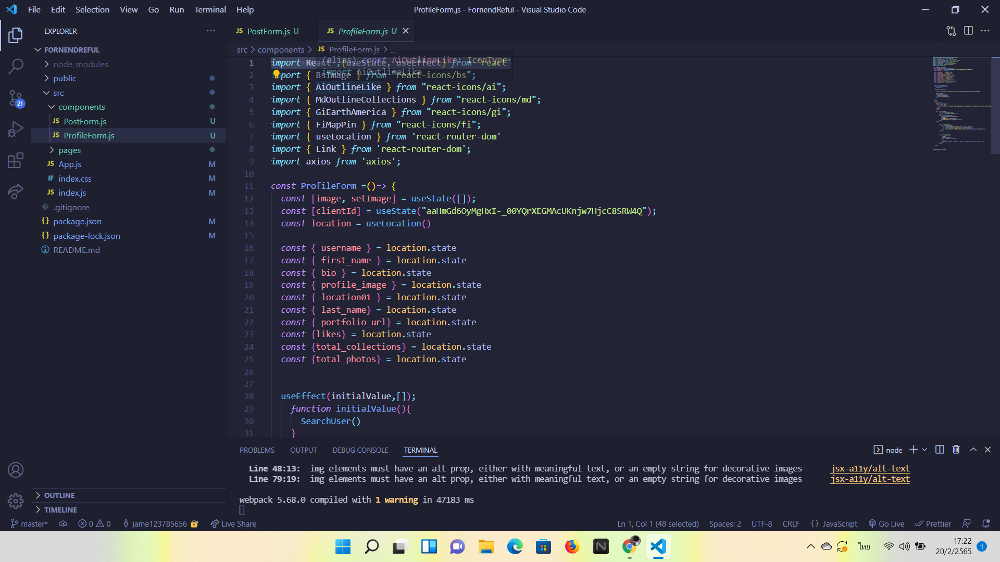 File Edit Selection View Go Run Terminal Help
ProfileForm.js - FornendReful - Visual Studio Code
EXPLORER
FORNENDREFUL
node_modules
public
src
components
JS PostForm.js U
JS ProfileForm.js U
pages
JS App.js M
# index.css M
JS index.js M
.gitignore
{} package.json M
{} package-lock.json M
README.md
21
OUTLINE
TIMELINE
JS PostForm.js U
JS ProfileForm.js U
src > components > JS ProfileForm.js > ...
(alias) const AiOutlineLike: IconType
import AiOutlineLike
1 import React ,{useState, useEffect} from 'react'
2 import { BsImage } from "react-icons/bs";
3 import { AiOutlineLike } from "react-icons/ai";
4 import { MdOutlineCollections } from "react-icons/md";
5 import { GiEarthAmerica } from "react-icons/gi";
6 import { FiMapPin } from "react-icons/fi";
7 import { useLocation } from 'react-router-dom'
8 import { Link } from 'react-router-dom';
9 import axios from 'axios';
10
11 const ProfileForm =()=> {
12 const [image, setImage] = useState([]);
13 const [clientId] = useState("aaHmGd6OyMgHxI-_00YQrXEGMAcUKnjw7HjcC8SRW4Q");
14 const location = useLocation()
15
16 const { username } = location.state
17 const { first_name } = location.state
18 const { bio } = location.state
19 const { profile_image } = location.state
20 const { location01 } = location.state
21 const { last_name} = location.state
22 const { portfolio_url} = location.state
23 const {likes} = location.state
24 const {total_collections} = location.state
25 const {total_photos} = location.state
26
27
28 useEffect(initialValue,[]);
29 function initialValue(){
30 SearchUser()
31 }
PROBLEMS OUTPUT DEBUG CONSOLE TERMINAL
node
Line 48:13: img elements must have an alt prop, either with meaningful text, or an empty string for decorative images jsx-a11y/alt-text
Line 79:19: img elements must have an alt prop, either with meaningful text, or an empty string for decorative images jsx-a11y/alt-text
webpack 5.68.0 compiled with 1 warning in 47183 ms
master* 0 0 jame123785656 Live Share
Ln 1, Col 1 (48 selected) Spaces: 2 UTF-8 CRLF {} JavaScript Go Live Prettier
ไทย
17:22
20/2/2565
1